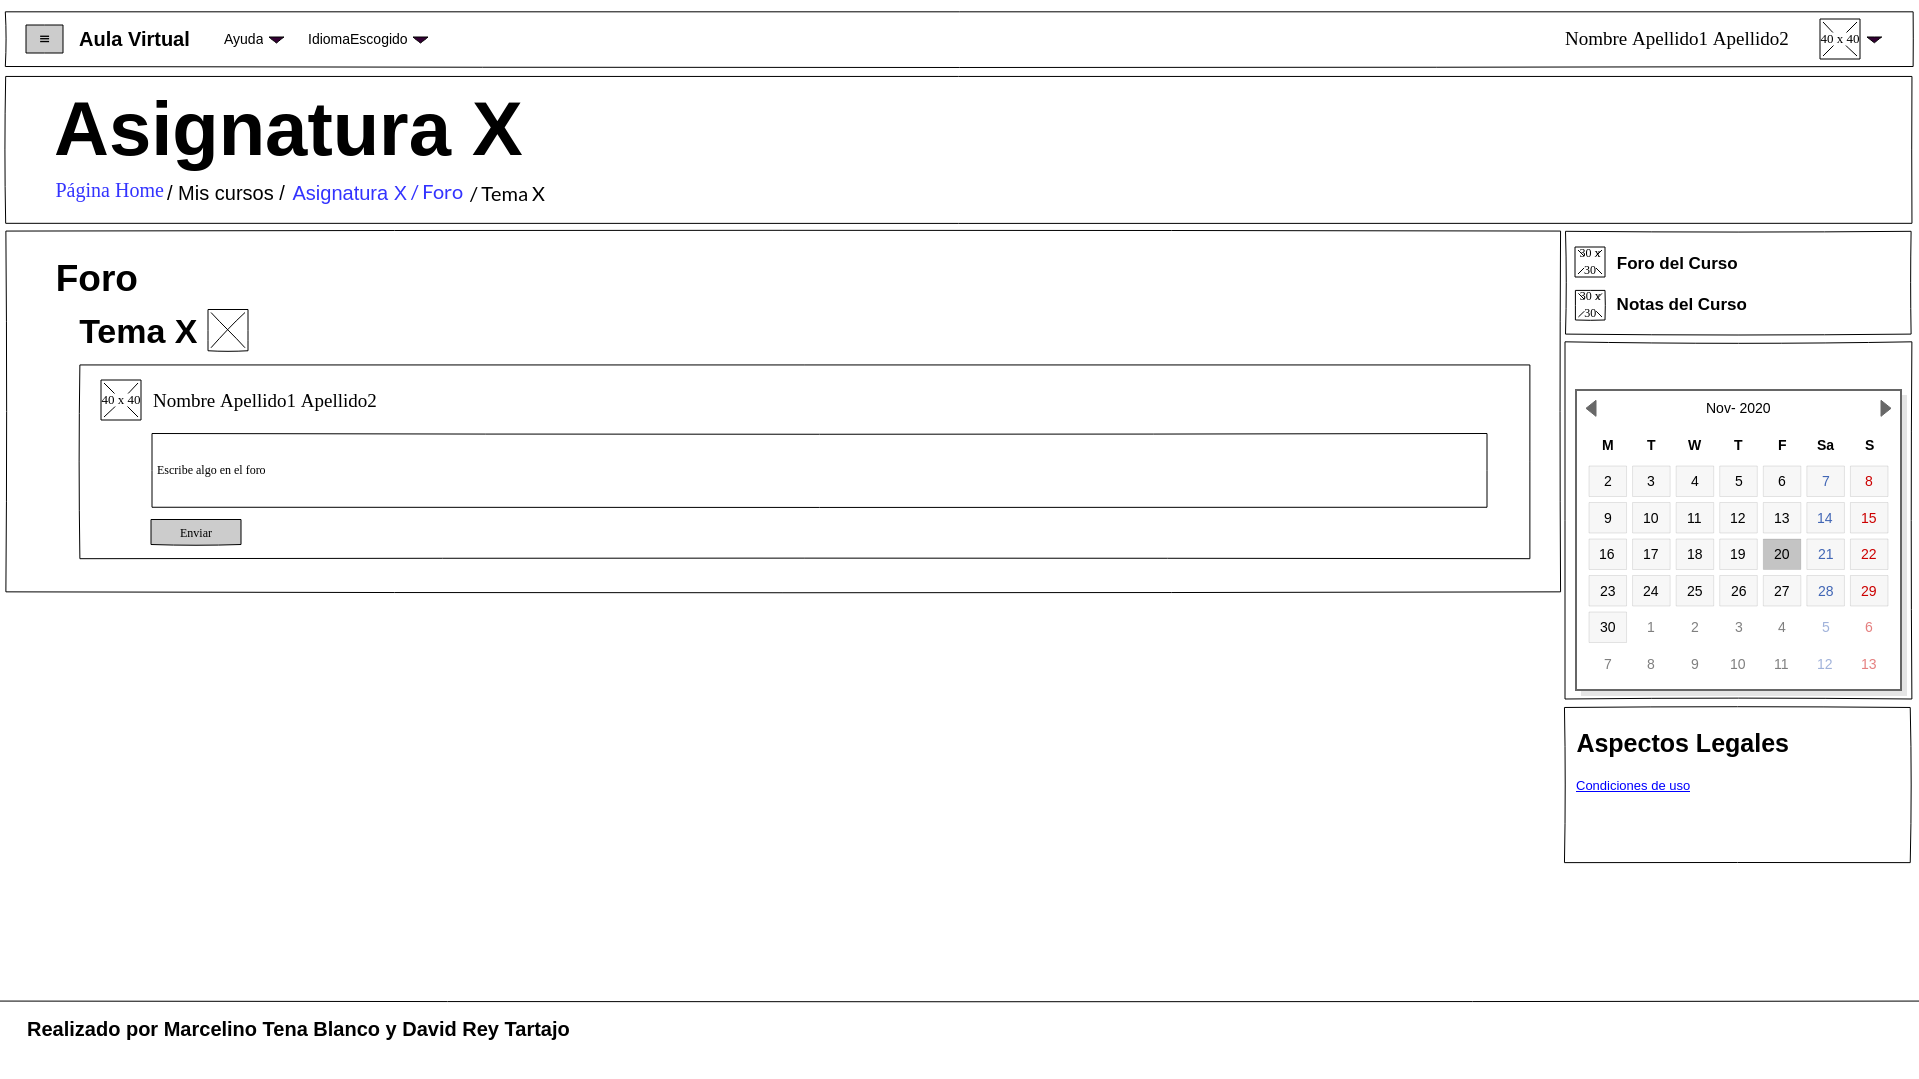 ≡ Aula Virtual Ayuda IdiomaEscogido Nombre Apellido1 Apellido2 40 x 40
Asignatura X
Página Home / Mis cursos / Asignatura X / Foro / Tema X
Foro
Tema X
40 x 40 Nombre Apellido1 Apellido2
Escribe algo en el foro
Enviar
30 x 30 Foro del Curso
30 x 30 Notas del Curso
Nov- 2020
M T W T F Sa S
2 3 4 5 6 7 8
9 10 11 12 13 14 15
16 17 18 19 20 21 22
23 24 25 26 27 28 29
30 1 2 3 4 5 6
7 8 9 10 11 12 13
Aspectos Legales
Condiciones de uso
Realizado por Marcelino Tena Blanco y David Rey Tartajo